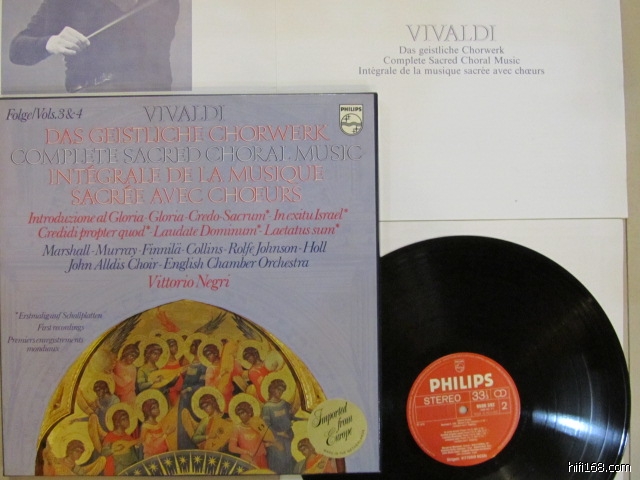 VIVALDI
Das geistliche Chorwerk
Complete Sacred Choral Music
Intégrale de la musique sacrée avec chœurs
Folge/Vols. 3 & 4
VIVALDI
DAS GEISTLICHE CHORWERK
COMPLETE SACRED CHORAL MUSIC
INTÉGRALE DE LA MUSIQUE
SACRÉE AVEC CHŒURS
PHILIPS
Introduzione al Gloria · Gloria · Credo · Sacrum* · In exitu Israel*
Credidi propter quod* · Laudate Dominum* · Laetatus sum*
Marshall · Murray · Finnilä · Collins · Rolfe Johnson · Holl
John Alldis Choir · English Chamber Orchestra
Vittorio Negri
*Erstmalig auf Schallplatten
First recordings
Premiers enregistrements
mondiaux
Imported
from
Europe
PHILIPS
STEREO
33⅓
2
hifi168.com